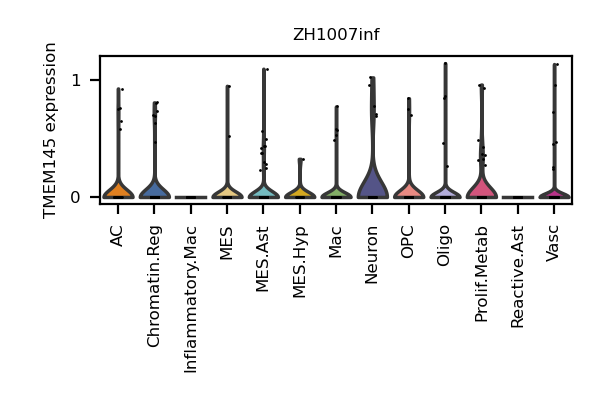 ZH1007inf
TMEM145 expression
1
0
AC
Chromatin.Reg
Inflammatory.Mac
MES
MES.Ast
MES.Hyp
Mac
Neuron
OPC
Oligo
Prolif.Metab
Reactive.Ast
Vasc